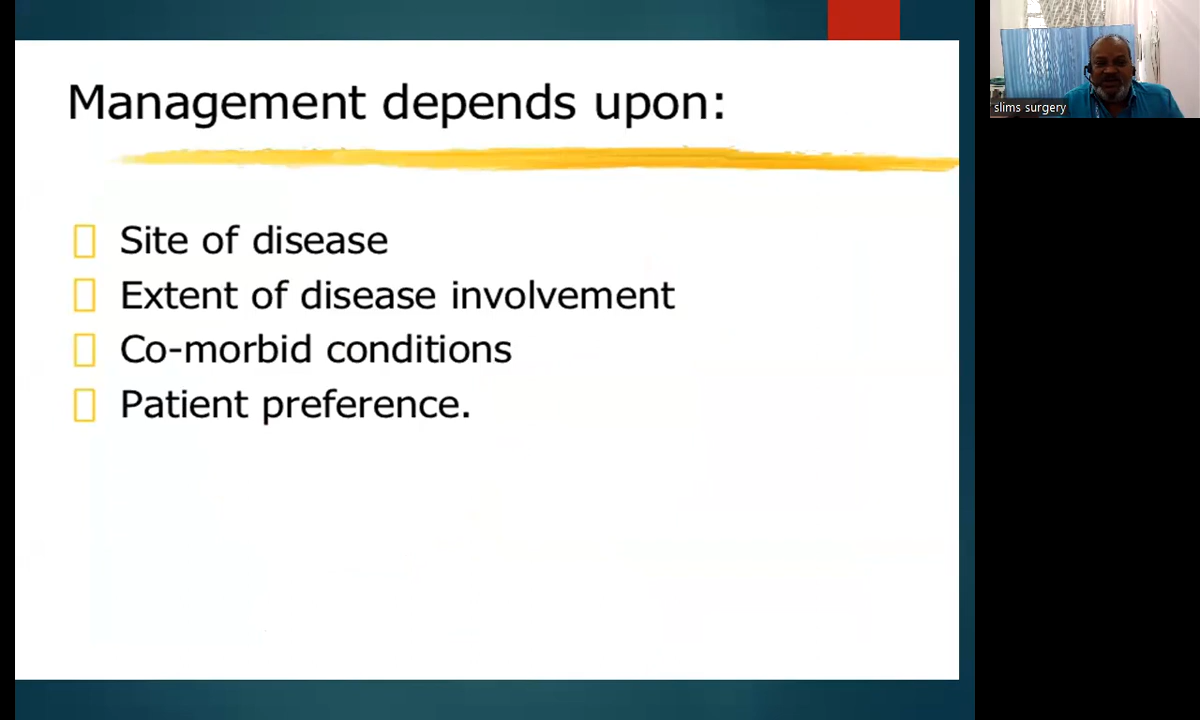 Management depends upon:
Site of disease
Extent of disease involvement
Co-morbid conditions
Patient preference.
slims surgery